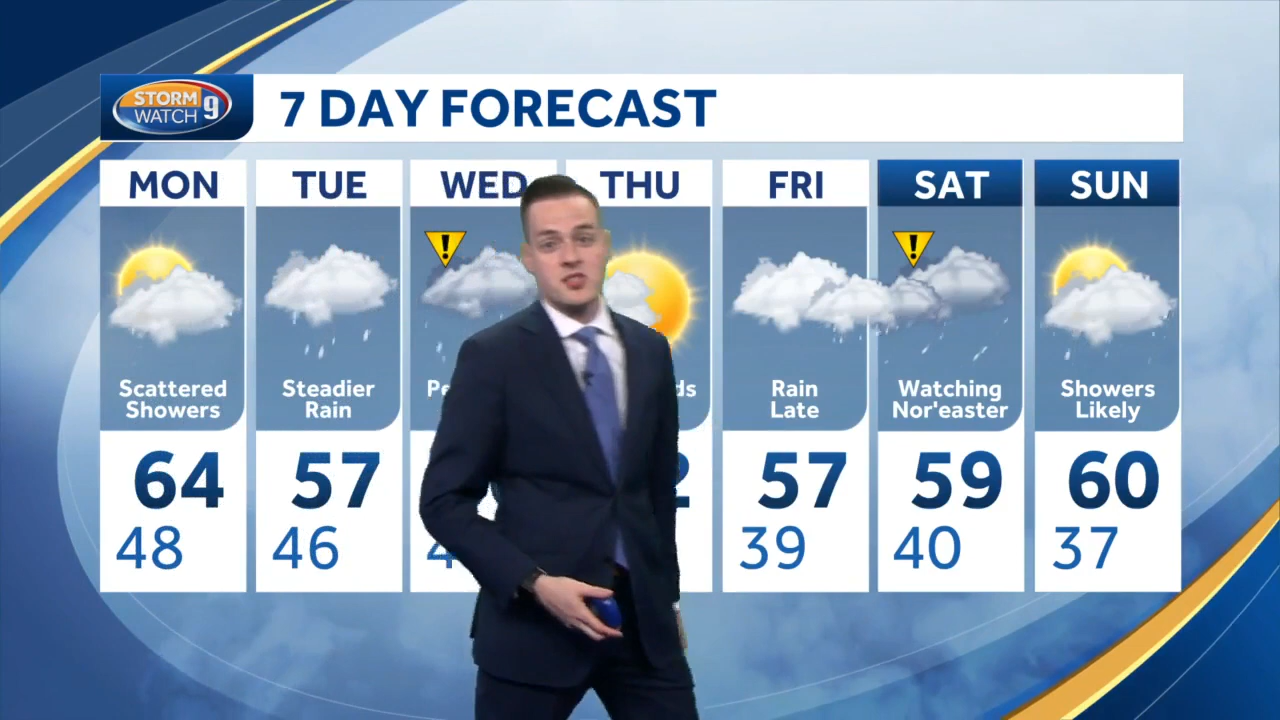 STORM
WATCH 9
7 DAY FORECAST
MON
TUE
WED
THU
FRI
SAT
SUN
Scattered
Showers
Steadier
Rain
Rain
Late
Watching
Nor'easter
Showers
Likely
64
57
57
59
60
48
46
39
40
37